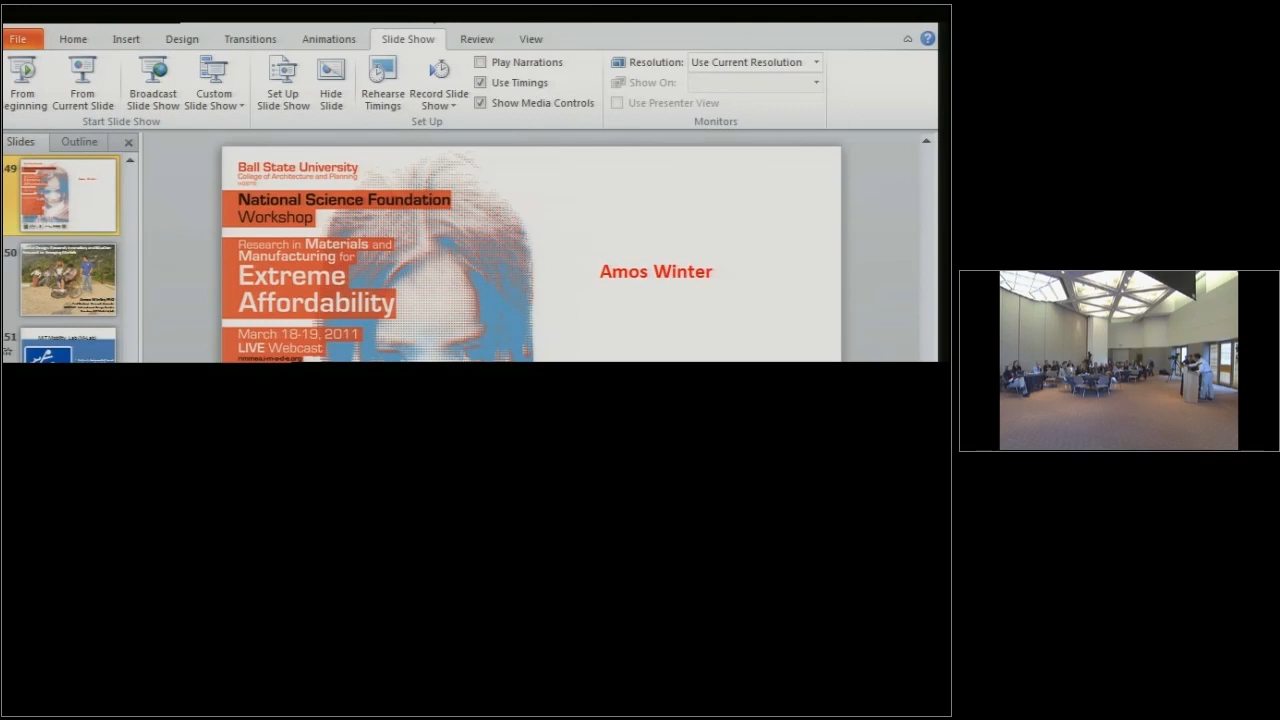 File Home Insert Design Transitions Animations Slide Show Review View
From eginning
From Current Slide
Broadcast Slide Show
Custom Slide Show
Set Up Slide Show
Hide Slide
Rehearse Timings
Record Slide Show
Play Narrations
Use Timings
Show Media Controls
Resolution: Use Current Resolution
Show On:
Use Presenter View
Start Slide Show
Set Up
Monitors
Slides Outline
49
50
51
Ball State University
College of Architecture and Planning
HOSTS
National Science Foundation
Workshop
Research in Materials and
Manufacturing for
Extreme
Affordability
March 18-19, 2011
LIVE Webcast
Amos Winter